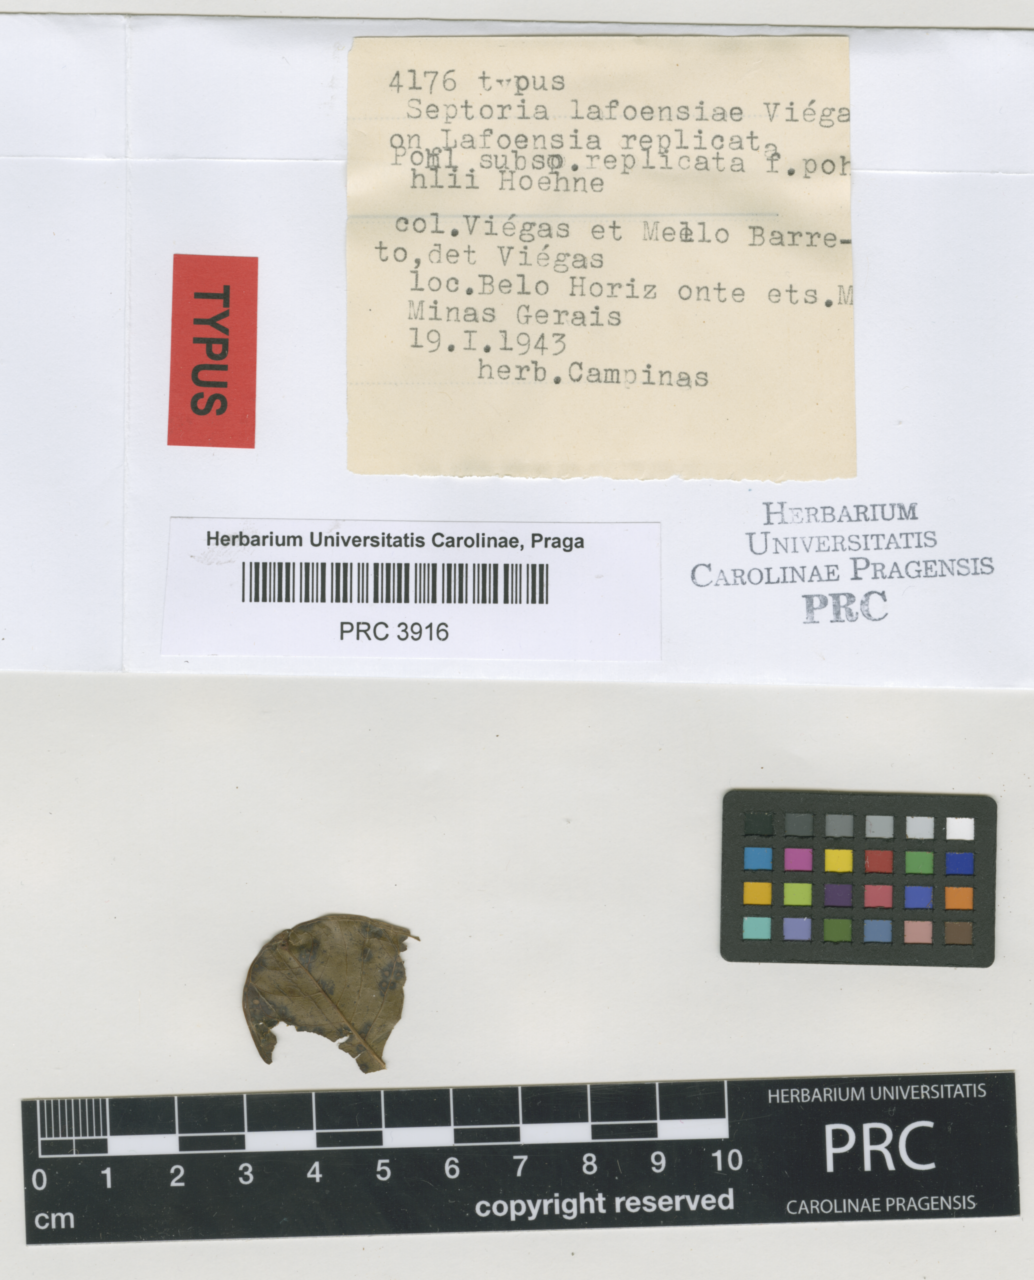 4176 typus
Septoria lafoensiae Viéga
on Lafoensia replicata
Pohl subsp.replicata f.poh
hlii Hoehne
col.Viégas et Mello Barre-
to,det Viégas
loc.Belo Horiz onte ets.M
Minas Gerais
19.I.1943
herb.Campinas
TYPUS
Herbarium Universitatis Carolinae, Praga
PRC 3916
HERBARIUM
UNIVERSITATIS
CAROLINAE PRAGENSIS
PRC
0 1 2 3 4 5 6 7 8 9 10
cm
copyright reserved
HERBARIUM UNIVERSITATIS
PRC
CAROLINAE PRAGENSIS